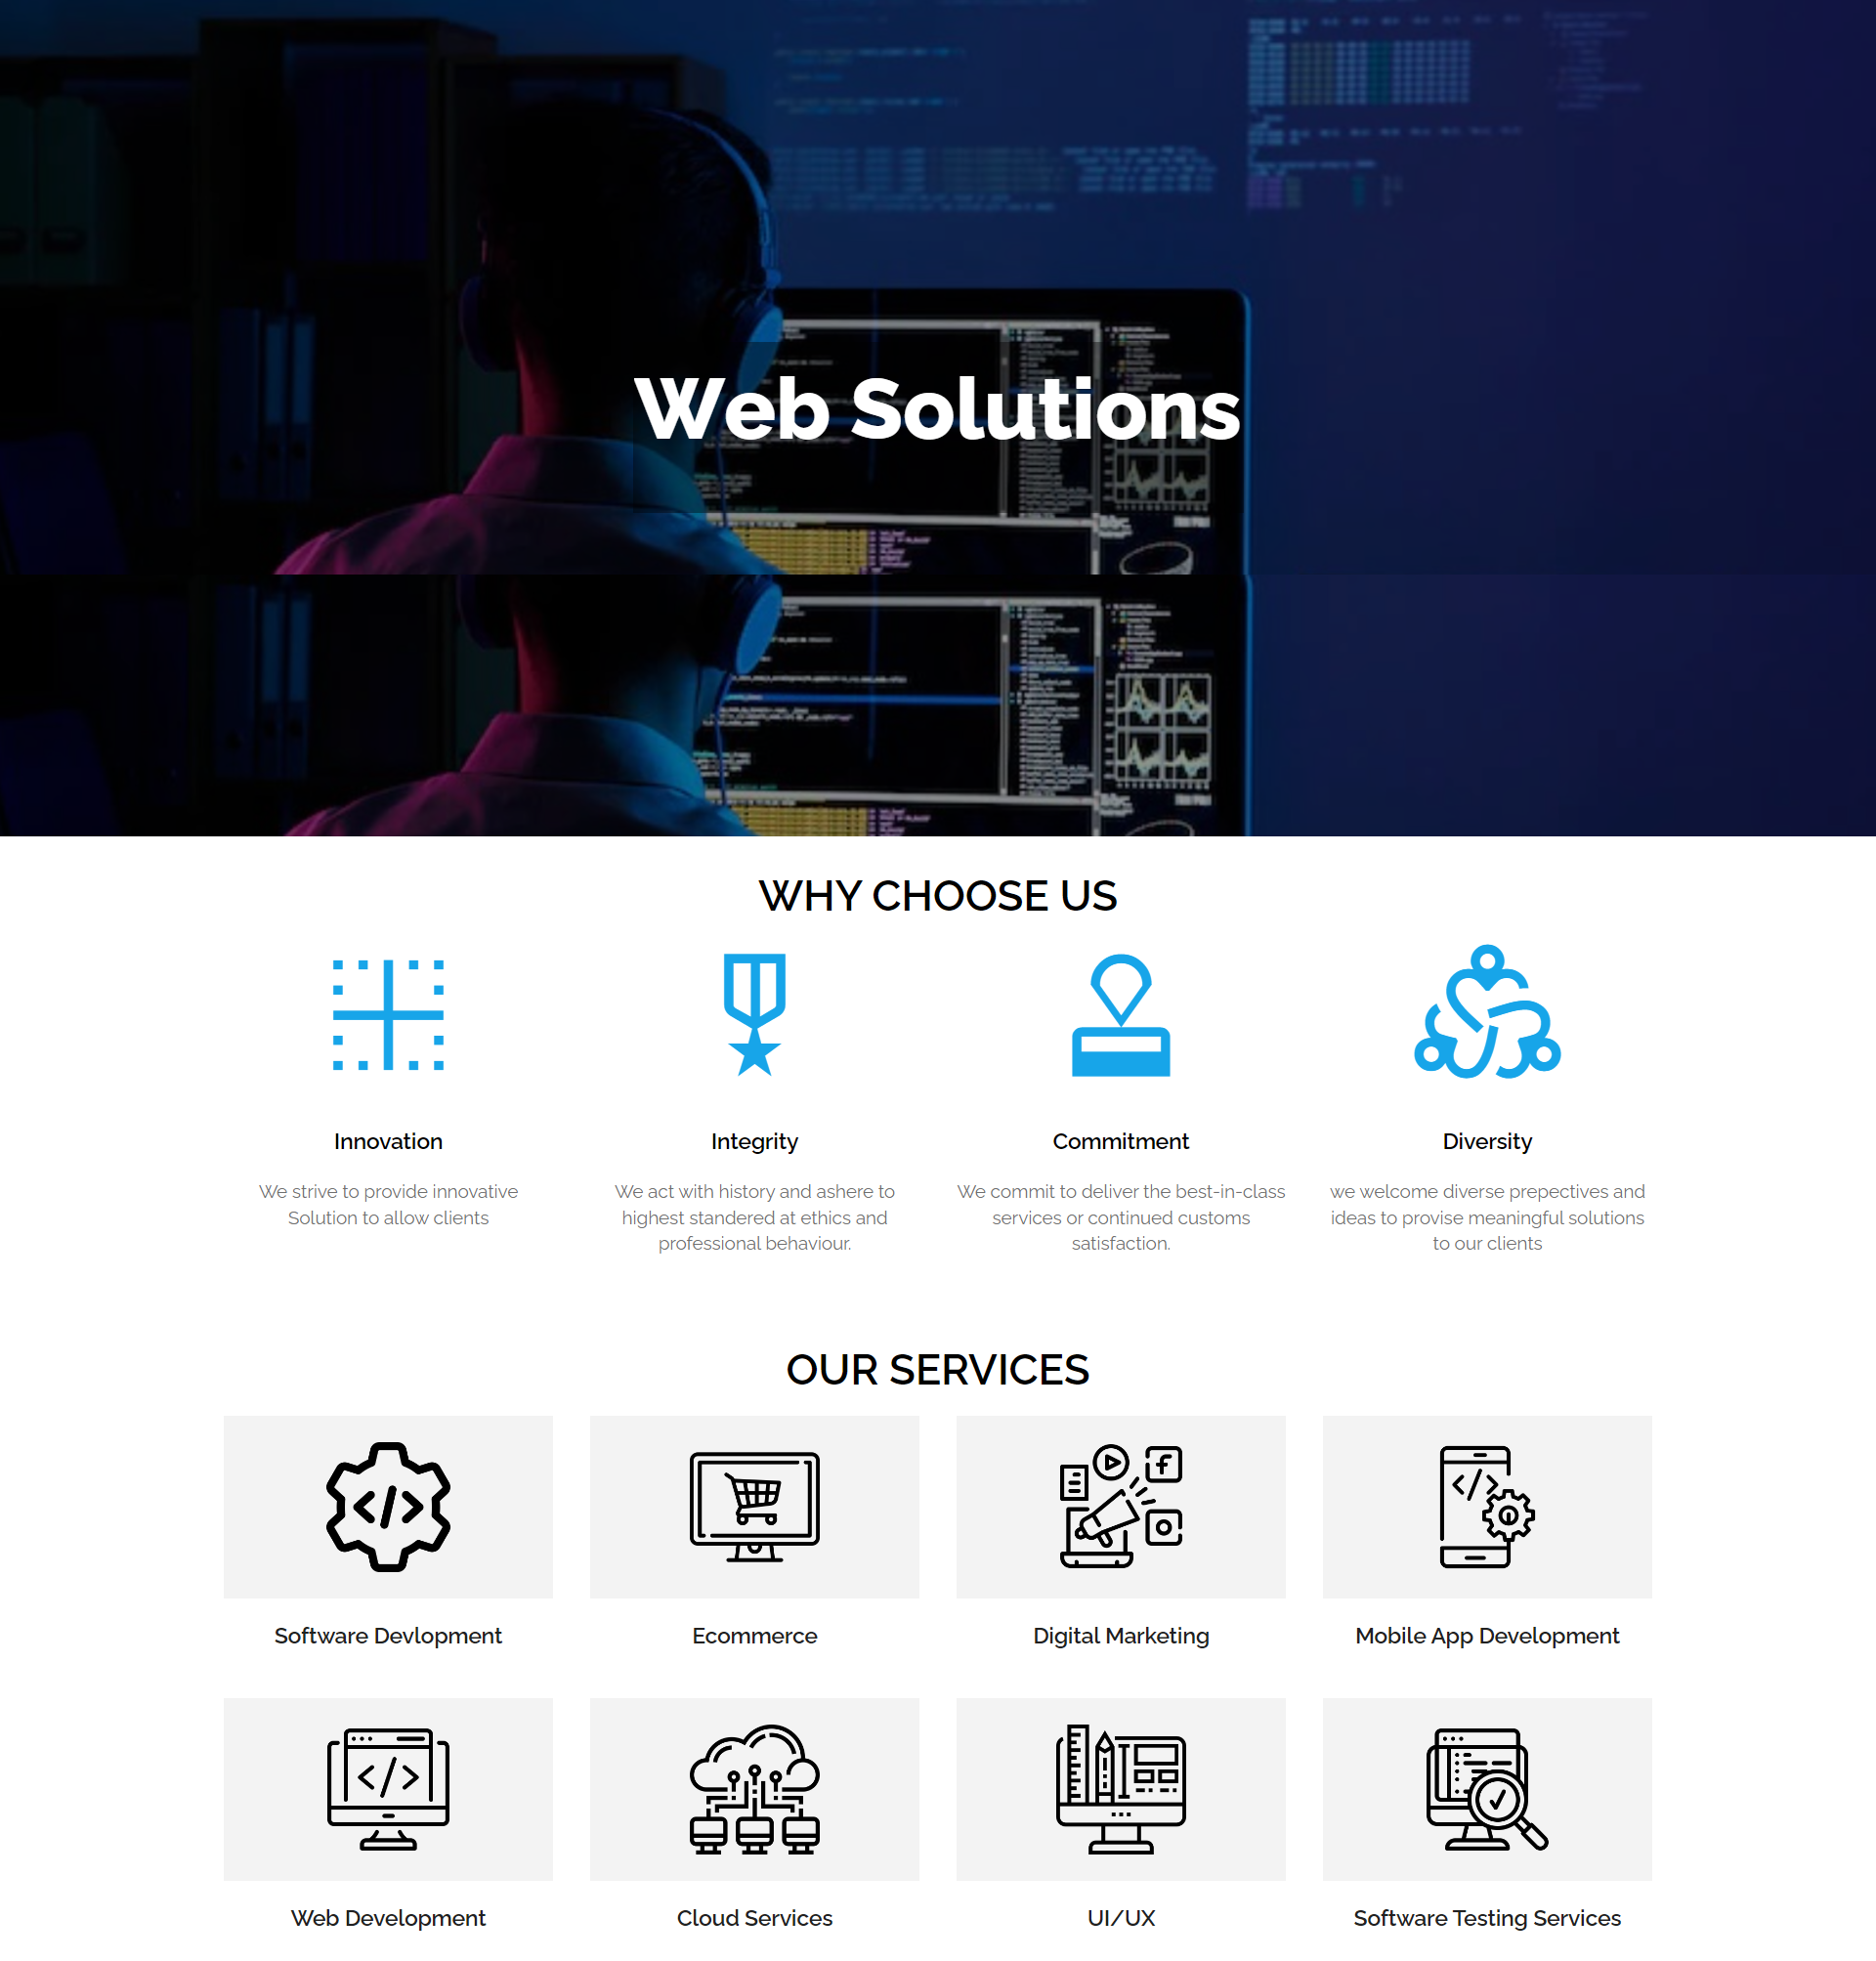 Web Solutions
WHY CHOOSE US
Innovation
We strive to provide innovative
Solution to allow clients
Integrity
We act with history and ashere to
highest standered at ethics and
professional behaviour.
Commitment
We commit to deliver the best-in-class
services or continued customs
satisfaction.
Diversity
we welcome diverse prepectives and
ideas to provise meaningful solutions
to our clients
OUR SERVICES
Software Devlopment
Ecommerce
Digital Marketing
Mobile App Development
Web Development
Cloud Services
UI/UX
Software Testing Services